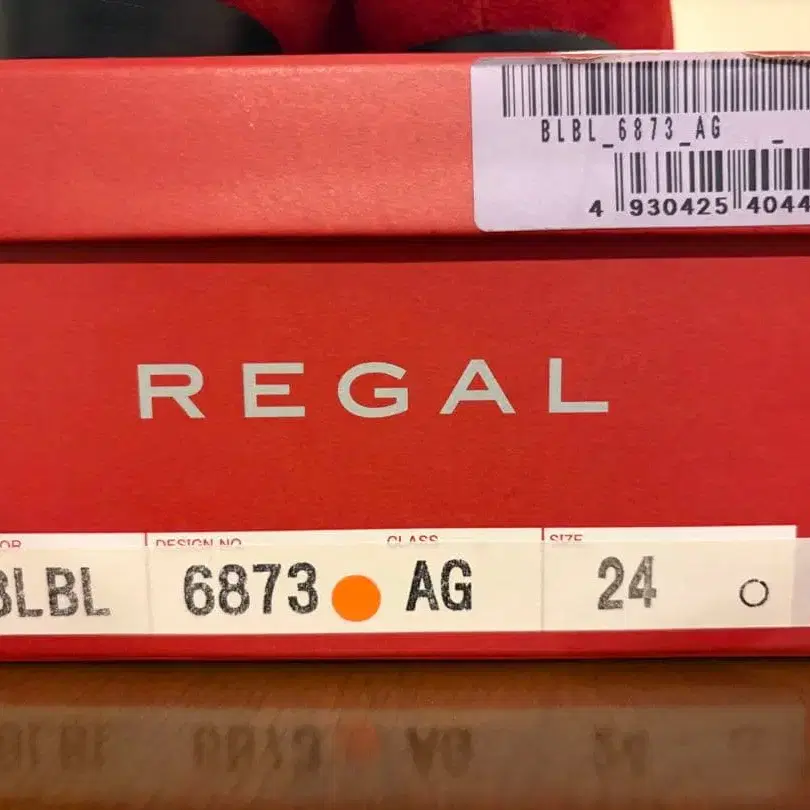 BLBL_6873_AG _
4 930425 4044
REGAL
DESIGN NO. CLASS SIZE
BLBL 6873 AG 24